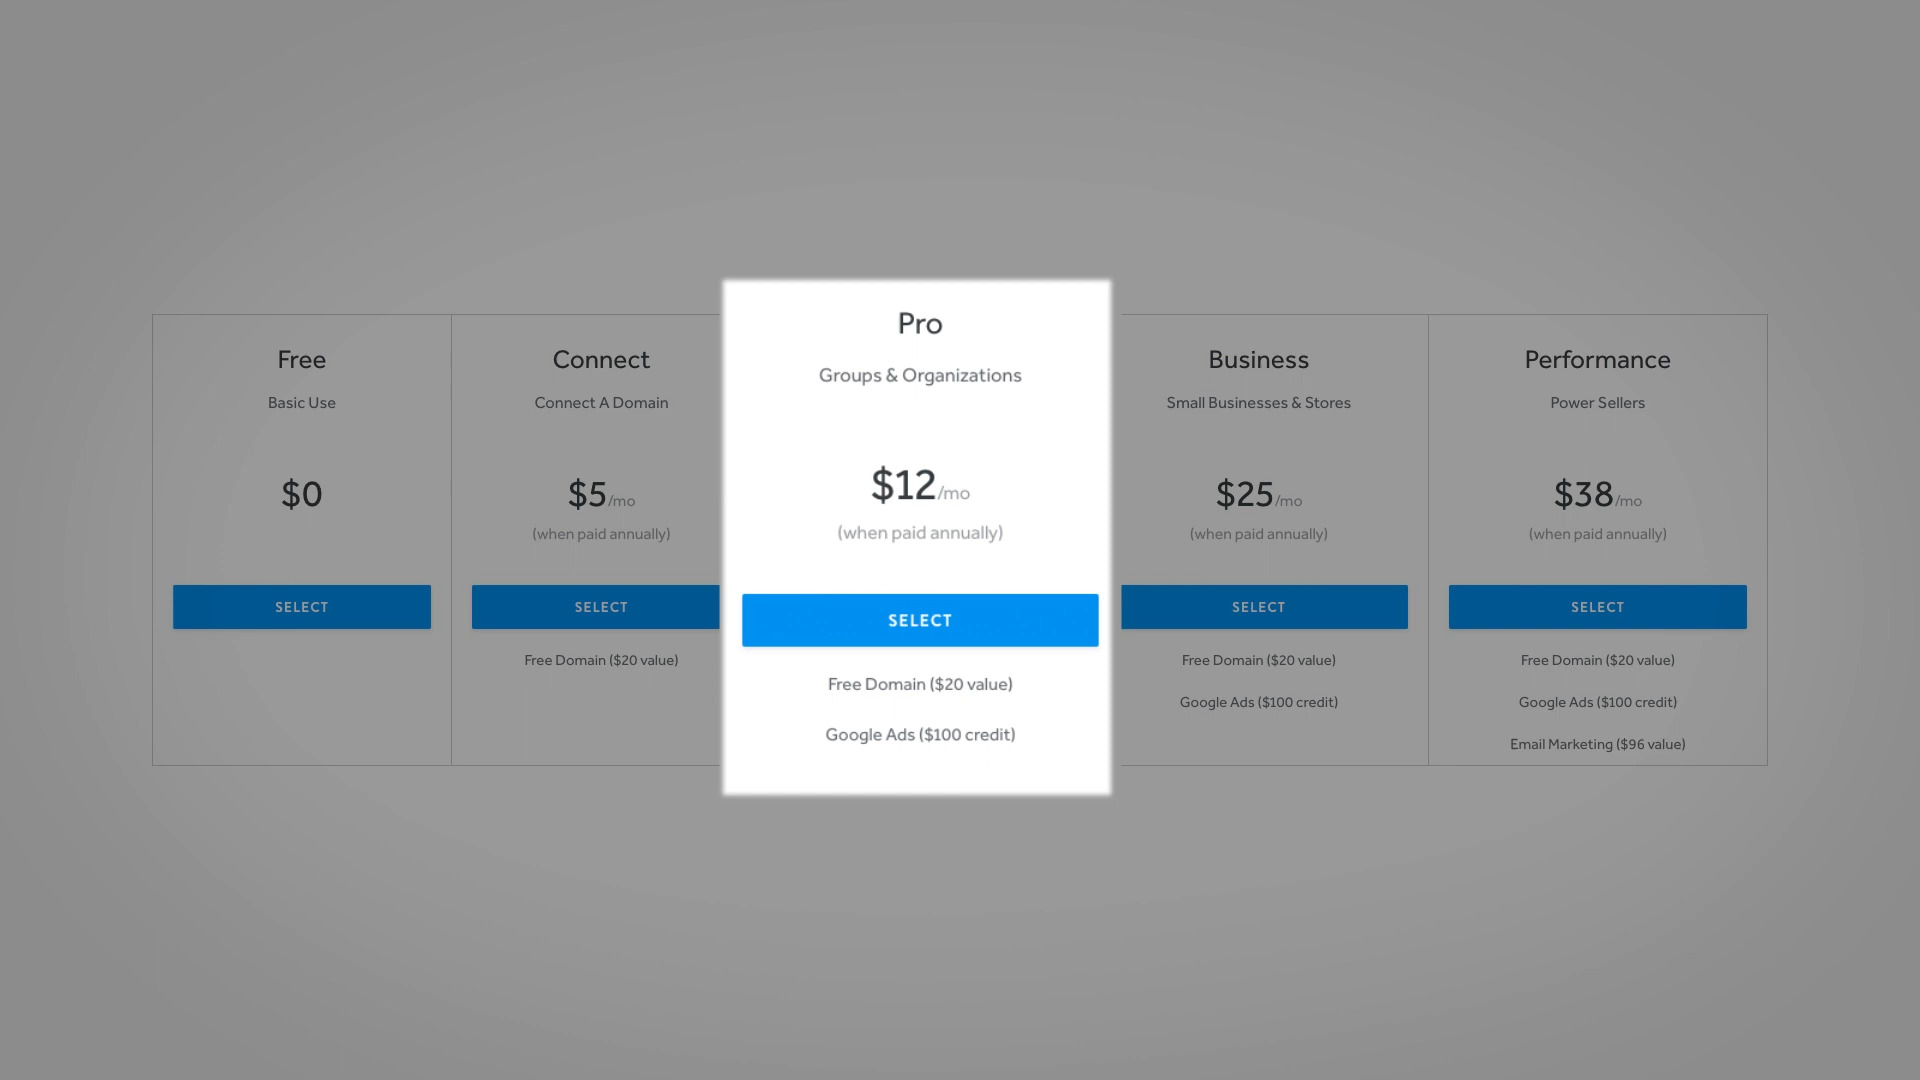 Free
Basic Use
$0
SELECT
Connect
Connect A Domain
$5/mo
(when paid annually)
SELECT
Free Domain ($20 value)
Pro
Groups & Organizations
$12/mo
(when paid annually)
SELECT
Free Domain ($20 value)
Google Ads ($100 credit)
Business
Small Businesses & Stores
$25/mo
(when paid annually)
SELECT
Free Domain ($20 value)
Google Ads ($100 credit)
Performance
Power Sellers
$38/mo
(when paid annually)
SELECT
Free Domain ($20 value)
Google Ads ($100 credit)
Email Marketing ($96 value)